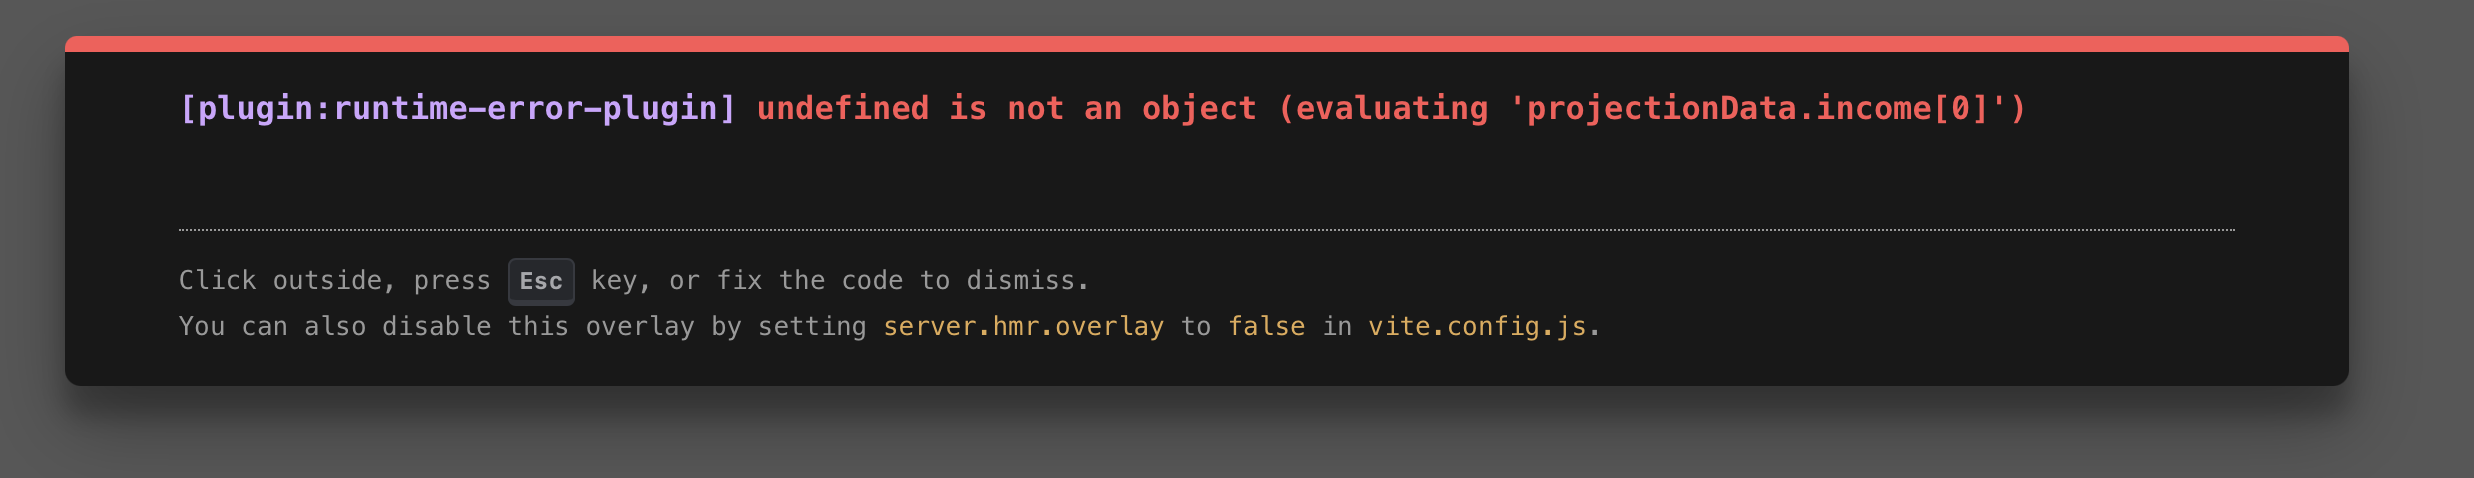 [plugin:runtime-error-plugin] undefined is not an object (evaluating 'projectionData.income[0]')
Click outside, press Esc key, or fix the code to dismiss.
You can also disable this overlay by setting server.hmr.overlay to false in vite.config.js.